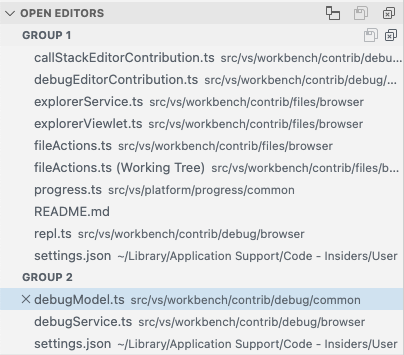 OPEN EDITORS
GROUP 1
callStackEditorContribution.ts src/vs/workbench/contrib/debu...
debugEditorContribution.ts src/vs/workbench/contrib/debug/...
explorerService.ts src/vs/workbench/contrib/files/browser
explorerViewlet.ts src/vs/workbench/contrib/files/browser
fileActions.ts src/vs/workbench/contrib/files/browser
fileActions.ts (Working Tree) src/vs/workbench/contrib/files/b...
progress.ts src/vs/platform/progress/common
README.md
repl.ts src/vs/workbench/contrib/debug/browser
settings.json ~/Library/Application Support/Code - Insiders/User
GROUP 2
debugModel.ts src/vs/workbench/contrib/debug/common
debugService.ts src/vs/workbench/contrib/debug/browser
settings.json ~/Library/Application Support/Code - Insiders/User